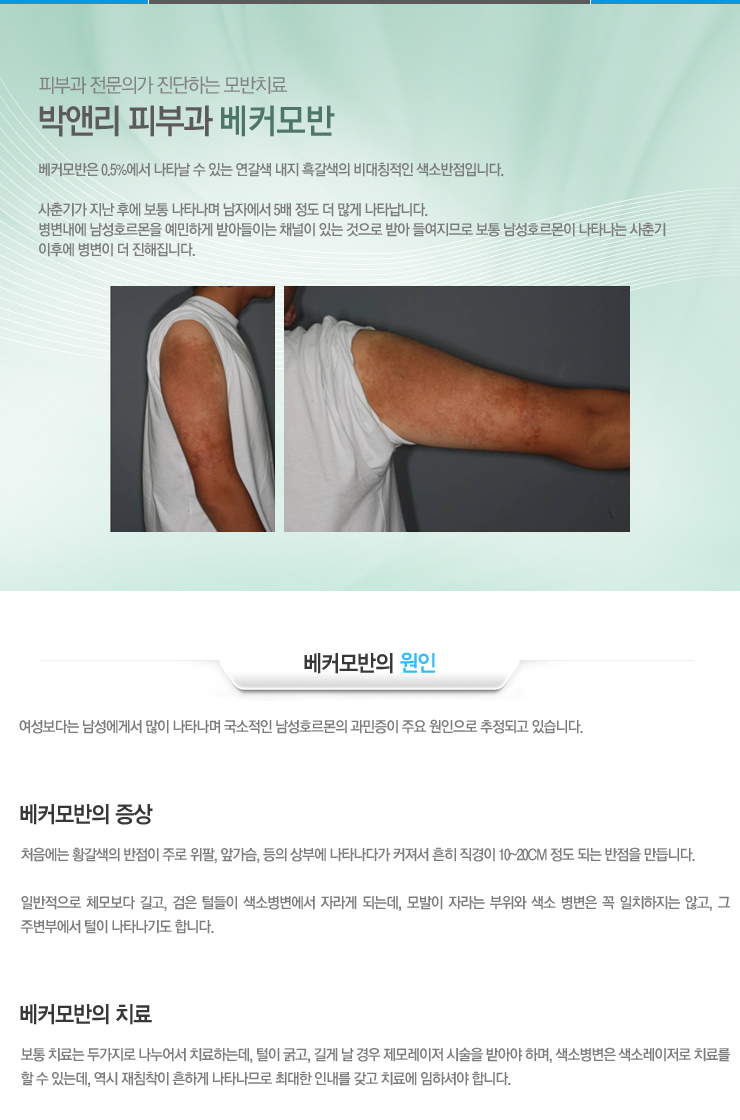 피부과 전문의가 진단하는 모반치료
박앤리 피부과 베커모반
베커모반은 0.5%에서 나타날 수 있는 연갈색 내지 흑갈색의 비대칭적인 색소반점입니다.
사춘기가 지난 후에 보통 나타나며 남자에서 5배 정도 더 많게 나타납니다.
병변내에 남성호르몬을 예민하게 받아들이는 채널이 있는 것으로 받아 들여지므로 보통 남성호르몬이 나타나는 사춘기
이후에 병변이 더 진해집니다.
베커모반의 원인
여성보다는 남성에게서 많이 나타나며 국소적인 남성호르몬의 과민증이 주요 원인으로 추정되고 있습니다.
베커모반의 증상
처음에는 황갈색의 반점이 주로 위팔, 앞가슴, 등의 상부에 나타나다가 커져서 흔히 직경이 10~20CM 정도 되는 반점을 만듭니다.
일반적으로 체모보다 길고, 검은 털들이 색소병변에서 자라게 되는데, 모발이 자라는 부위와 색소 병변은 꼭 일치하지는 않고, 그
주변부에서 털이 나타나기도 합니다.
베커모반의 치료
보통 치료는 두가지로 나누어서 치료하는데, 털이 굵고, 길게 날 경우 제모레이저 시술을 받아야 하며, 색소병변은 색소레이저로 치료를
할 수 있는데, 역시 재침착이 흔하게 나타나므로 최대한 인내를 갖고 치료에 임하셔야 합니다.